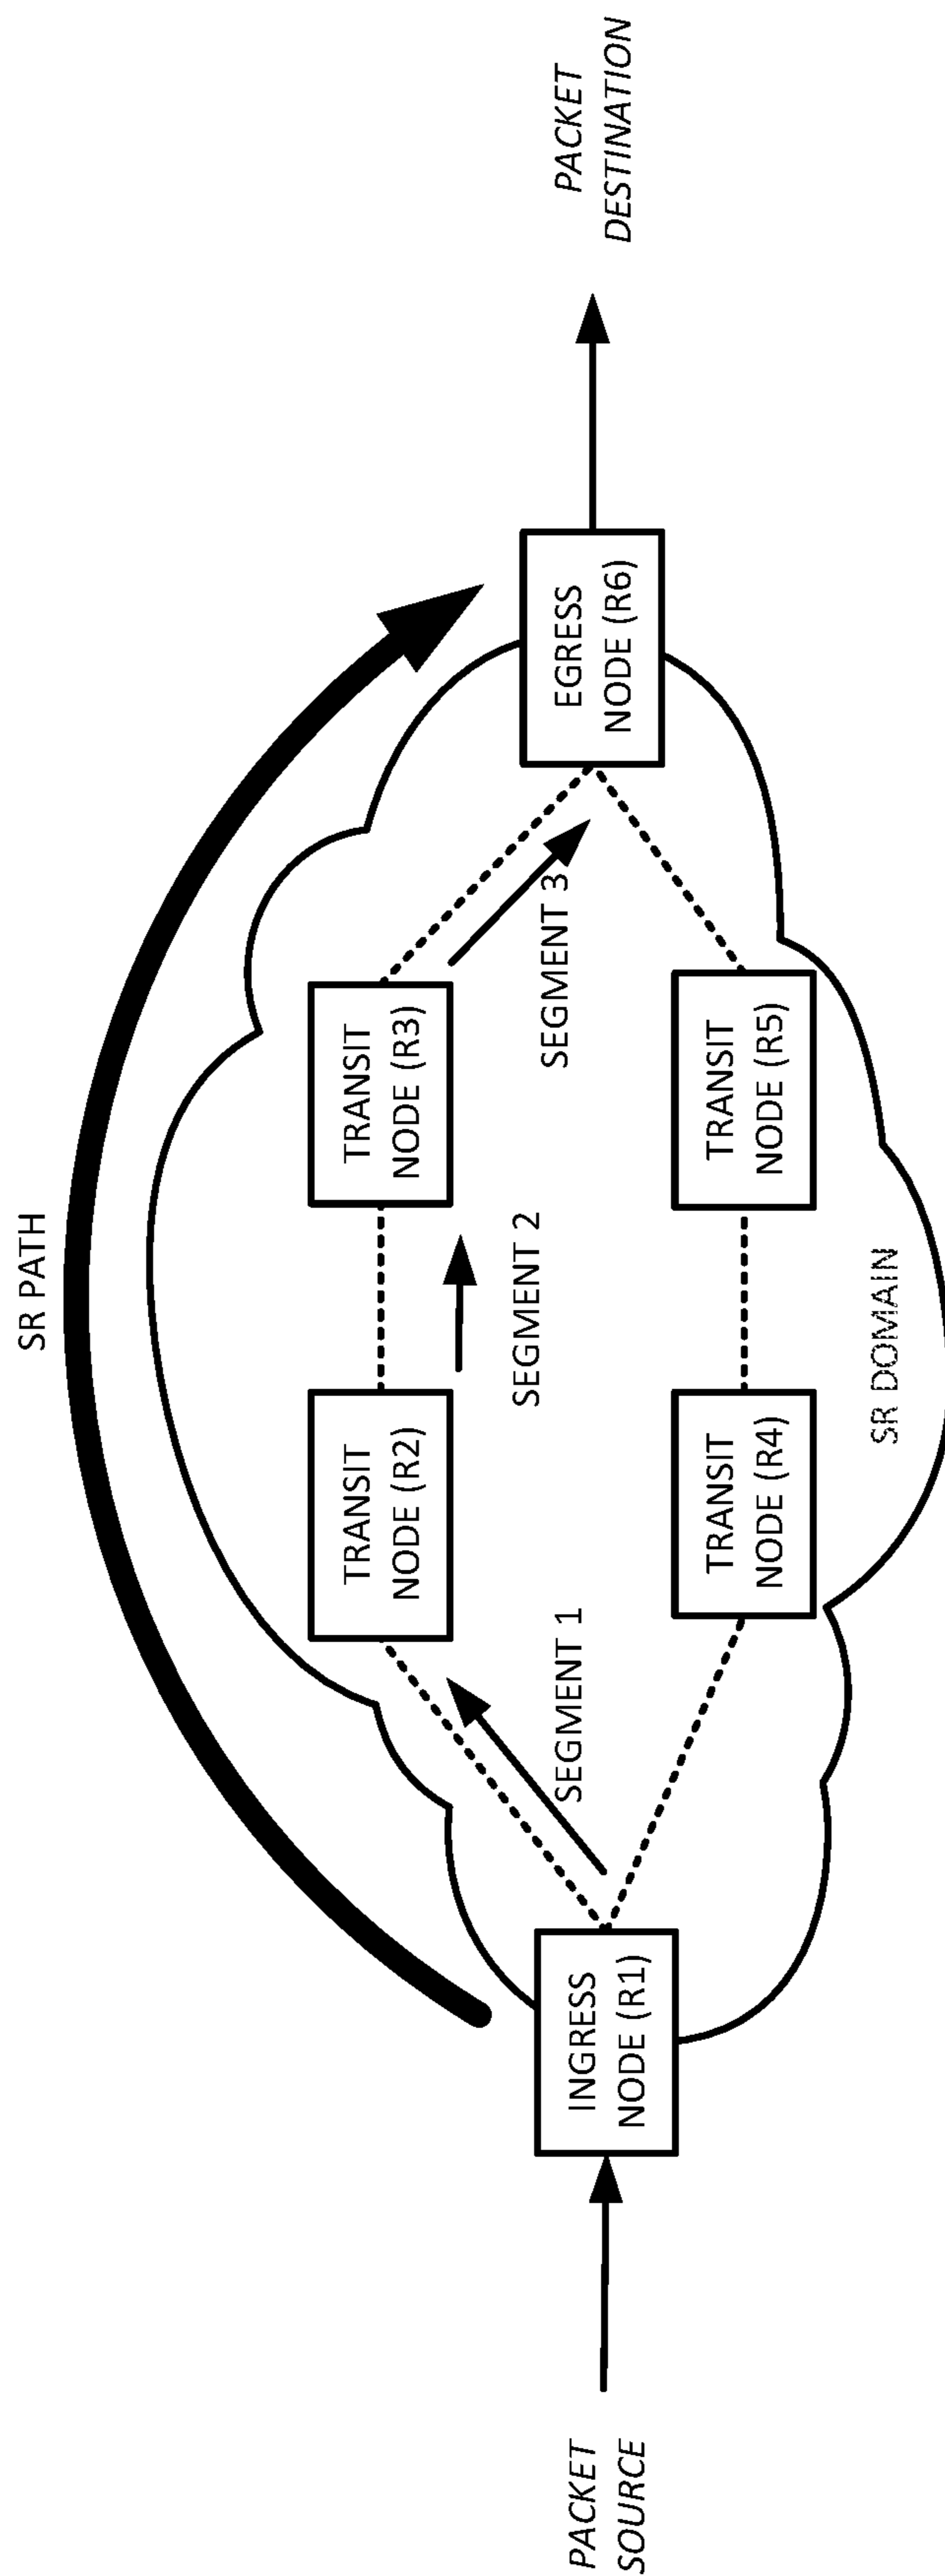 SR PATH
PACKET
SOURCE
INGRESS
NODE (R1)
SEGMENT 1
TRANSIT
NODE (R2)
SEGMENT 2
TRANSIT
NODE (R3)
SEGMENT 3
TRANSIT
NODE (R4)
TRANSIT
NODE (R5)
SR DOMAIN
EGRESS
NODE (R6)
PACKET
DESTINATION